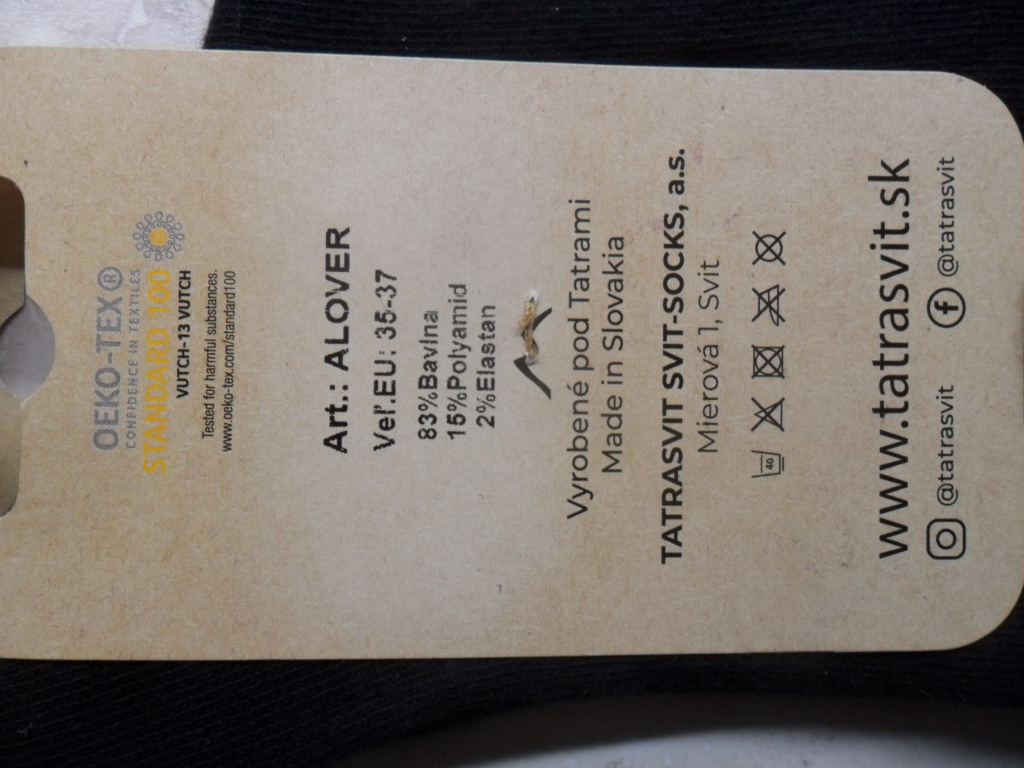 OEKO-TEX®
CONFIDENCE IN TEXTILES
STANDARD 100
VUTCH-13 VUTCH
Tested for harmful substances.
www.oeko-tex.com/standard100
Art.: ALOVER
Veľ.EU: 35-37
83%Bavlna
15%Polyamid
2%Elastan
Vyrobené pod Tatrami
Made in Slovakia
TATRASVIT SVIT-SOCKS, a.s.
Mierová 1, Svit
40
www.tatrasvit.sk
@tatrasvit @tatrasvit